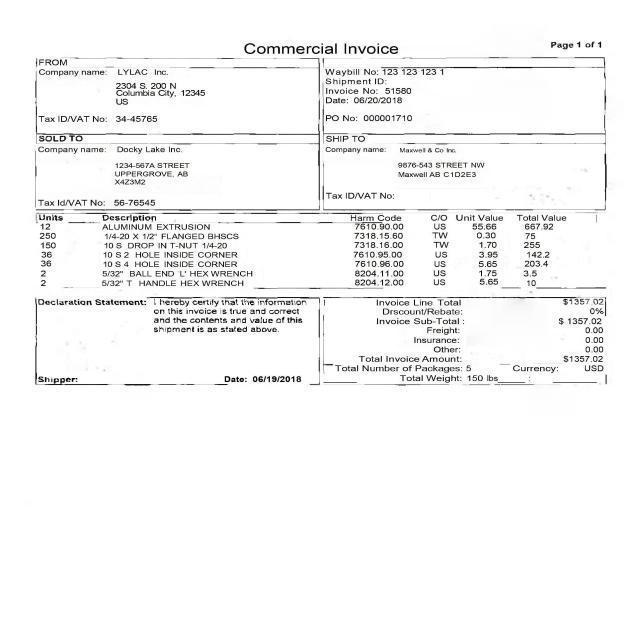 Commercial Invoice
Page 1 of 1
FROM
Company name: LYLAC Inc.
2304 S. 200 N
Columbia City, 12345
US
Tax ID/VAT No: 34-45765
Waybill No: 123 123 123 1
Shipment ID:
Invoice No: 51580
Date: 06/20/2018
PO No: 000001710
SOLD TO
Company name: Docky Lake Inc.
1234-567A STREET
UPPERGROVE, AB
X4Z3M2
Tax Id/VAT No: 56-76545
SHIP TO
Company name: Maxwell & Co Inc.
9876-543 STREET NW
Maxwell AB C1D2E3
Tax ID/VAT No:
Units Description Harm Code C/O Unit Value Total Value
12 ALUMINUM EXTRUSION 7610.90.00 US 55.66 667.92
250 1/4-20 X 1/2" FLANGED BHSCS 7318.15.60 TW 0.30 75
150 10 S DROP IN T-NUT 1/4-20 7318.16.00 TW 1.70 255
36 10 S 2 HOLE INSIDE CORNER 7610.95.00 US 3.95 142.2
36 10 S 4 HOLE INSIDE CORNER 7610.96.00 US 5.65 203.4
2 5/32" BALL END 'L' HEX WRENCH 8204.11.00 US 1.75 3.5
2 5/32" T HANDLE HEX WRENCH 8204.12.00 US 5.65 10
Declaration Statement: I hereby certify that the information
on this invoice is true and correct
and the contents and value of this
shipment is as stated above.
Shipper: Date: 06/19/2018
Invoice Line Total $1357.02
Drscount/Rebate: 0%
Invoice Sub-Total: $ 1357.02
Freight: 0.00
Insurance: 0.00
Other: 0.00
Total Invoice Amount: $1357.02
Total Number of Packages: 5 Currency: USD
Total Weight: 150 lbs :